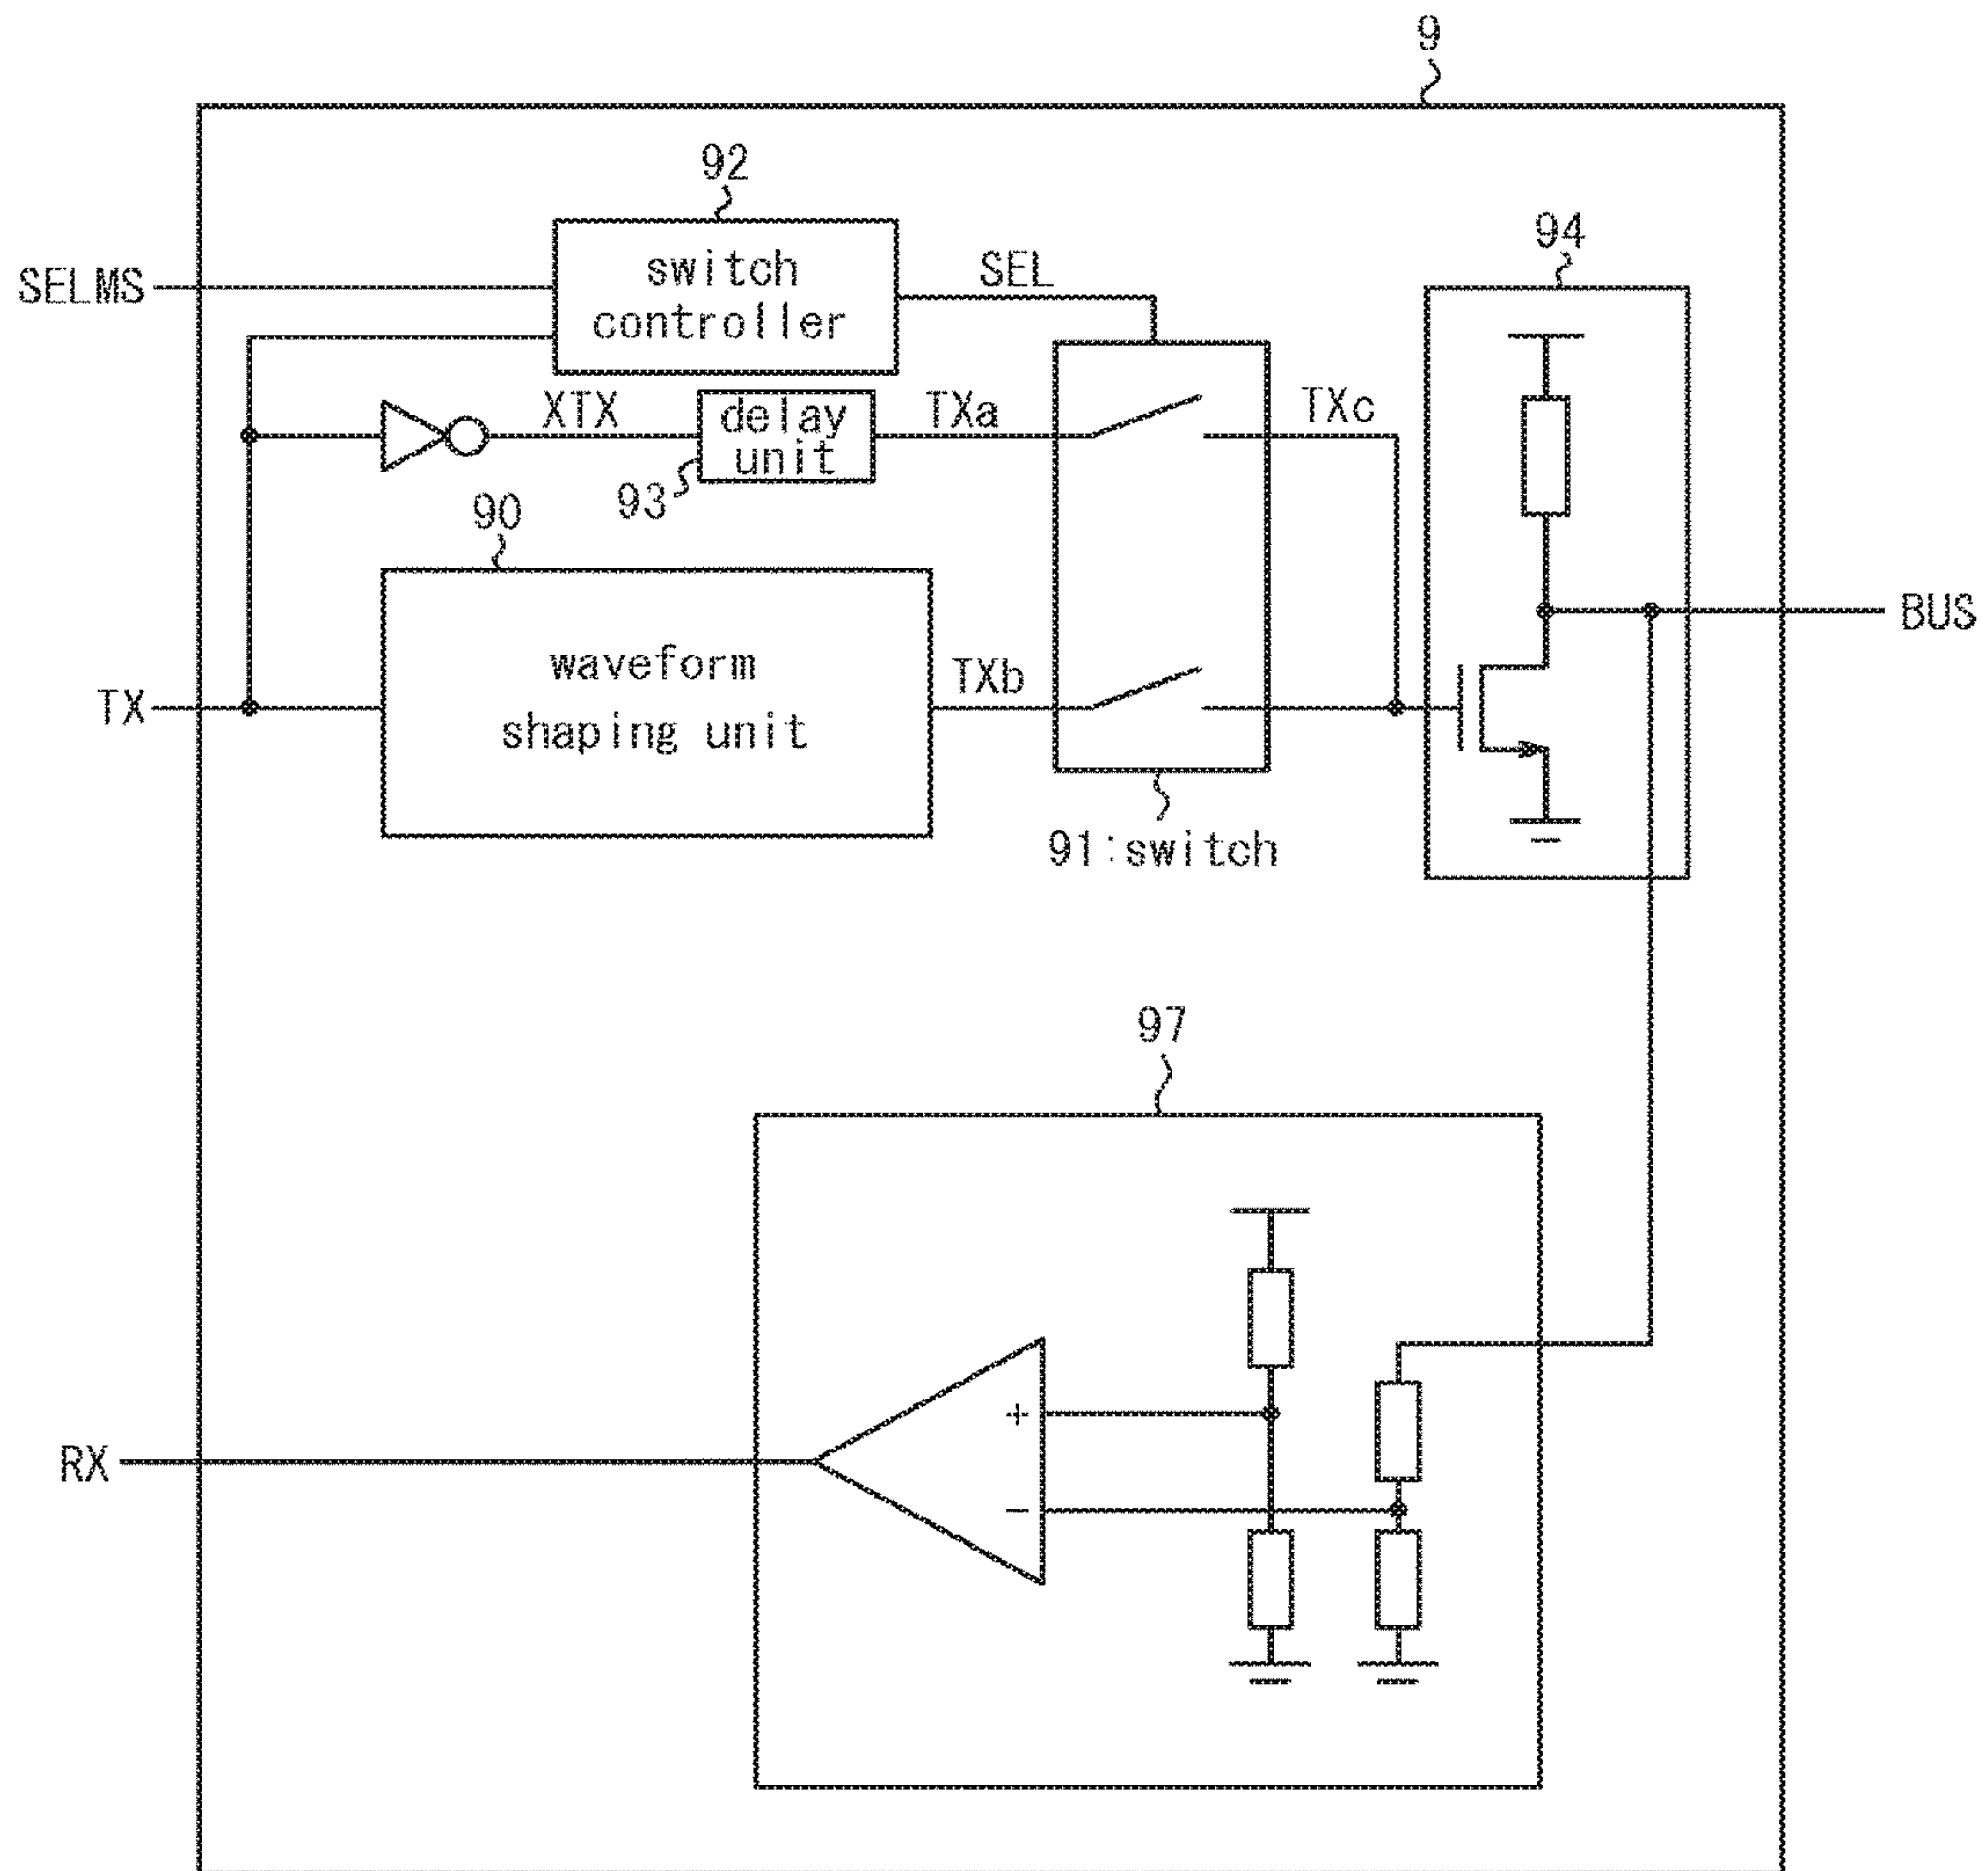 9
92
94
SELMS
switch
controller
SEL
XTX
delay
unit
TXa
TXc
93
90
BUS
waveform
shaping unit
TXb
TX
91:switch
97
+
RX
−